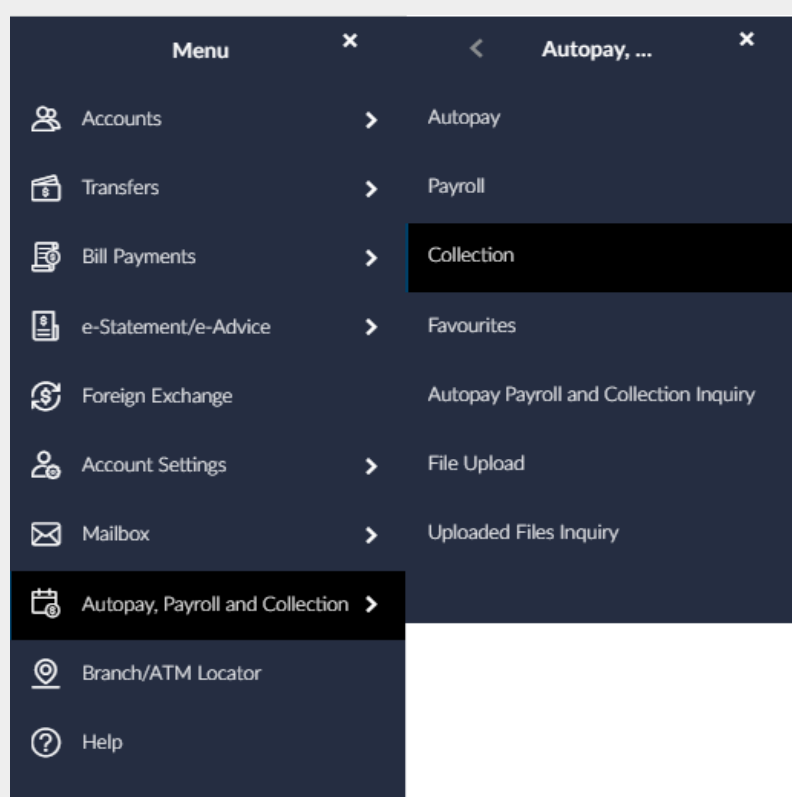 Menu
Accounts
Transfers
Bill Payments
e-Statement/e-Advice
Foreign Exchange
Account Settings
Mailbox
Autopay, Payroll and Collection
Branch/ATM Locator
Help
Autopay, ...
Autopay
Payroll
Collection
Favourites
Autopay Payroll and Collection Inquiry
File Upload
Uploaded Files Inquiry